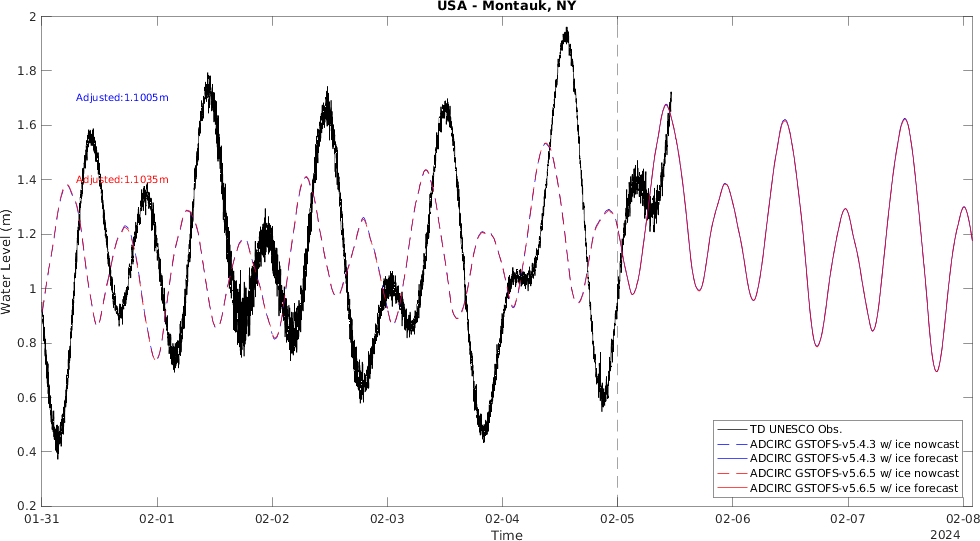 USA - Montauk, NY
2
1.8
1.6
1.4
1.2
1
0.8
0.6
0.4
0.2
Water Level (m)
Adjusted:1.1005m
Adjusted:1.1035m
TD UNESCO Obs.
ADCIRC GSTOFS-v5.4.3 w/ ice nowcast
ADCIRC GSTOFS-v5.4.3 w/ ice forecast
ADCIRC GSTOFS-v5.6.5 w/ ice nowcast
ADCIRC GSTOFS-v5.6.5 w/ ice forecast
01-31 02-01 02-02 02-03 02-04 02-05 02-06 02-07 02-08
Time
2024